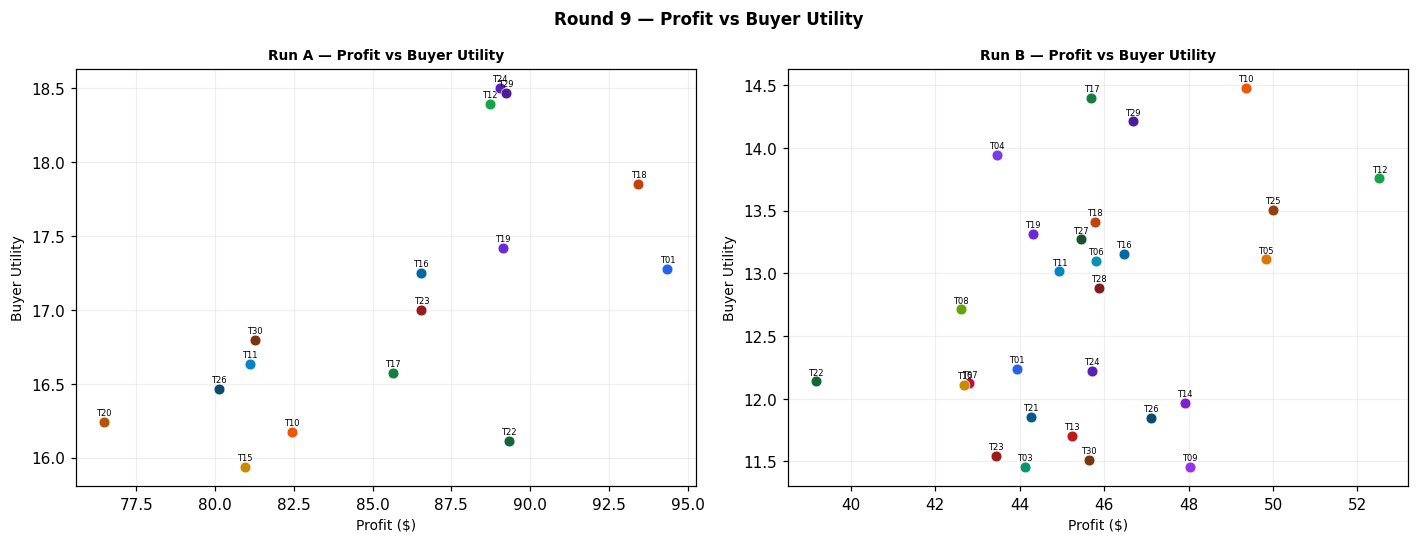 Round 9 — Profit vs Buyer Utility
Run A — Profit vs Buyer Utility
Buyer Utility
18.5
18.0
17.5
17.0
16.5
16.0
T24
T29
T12
T18
T19
T01
T16
T23
T30
T11
T17
T26
T20
T10
T22
T15
77.5 80.0 82.5 85.0 87.5 90.0 92.5 95.0
Profit ($)
Run B — Profit vs Buyer Utility
Buyer Utility
14.5
14.0
13.5
13.0
12.5
12.0
11.5
T10
T17
T29
T04
T12
T25
T18
T19
T27
T16
T06
T05
T11
T28
T08
T01
T24
T22
T15
T07
T14
T21
T26
T13
T23
T30
T03
T09
40 42 44 46 48 50 52
Profit ($)